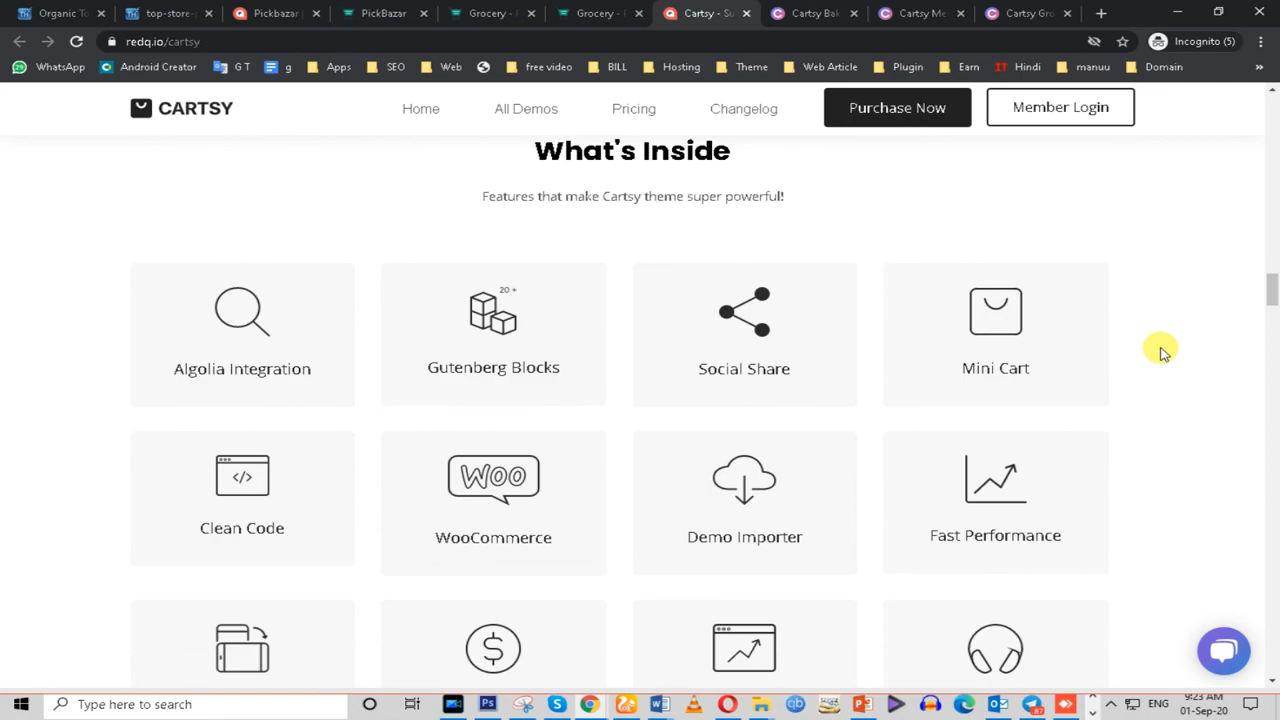 Organic To
top-store-
Pickbazar
PickBazar
Grocery -
Grocery -
Cartsy - Su
Cartsy Bak
Cartsy Me
Cartsy Gro
redq.io/cartsy
Incognito (5)
WhatsApp
Android Creator
G T
g
Apps
SEO
Web
free video
BILL
Hosting
Theme
Web Article
Plugin
Earn
Hindi
manuu
Domain
CARTSY
Home
All Demos
Pricing
Changelog
Purchase Now
Member Login
What's Inside
Features that make Cartsy theme super powerful!
20 +
Algolia Integration
Gutenberg Blocks
Social Share
Mini Cart
WOO
Clean Code
WooCommerce
Demo Importer
Fast Performance
Type here to search
ENG
9:23 AM
01-Sep-20